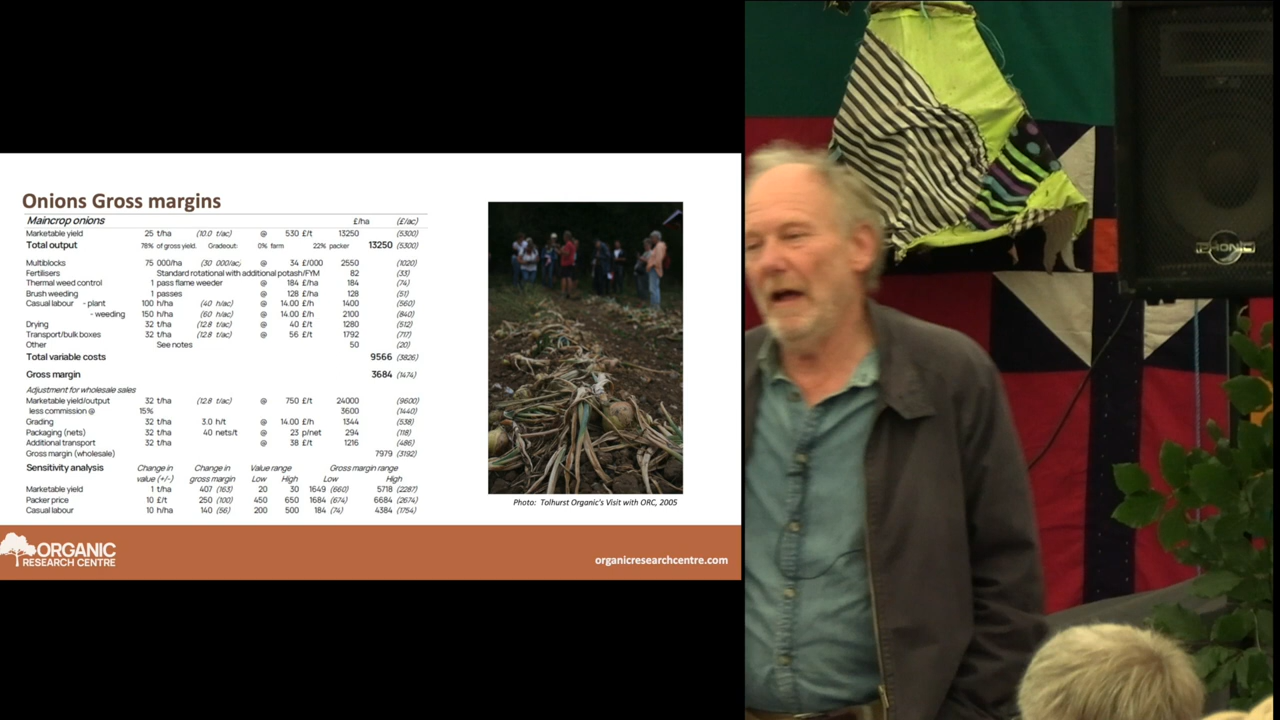 Onions Gross margins
Maincrop onions £/ha (£/ac)
Marketable yield 25 t/ha (10.0 t/ac) @ 530 £/t 13250 (5300)
Total output 78% of gross yield. Gradeout: 0% farm 22% packer 13250 (5300)
Multiblocks 75 000/ha (30 000/ac) @ 34 £/000 2550 (1020)
Fertilisers Standard rotational with additional potash/FYM 82 (33)
Thermal weed control 1 pass flame weeder @ 184 £/ha 184 (74)
Brush weeding 1 passes @ 128 £/ha 128 (51)
Casual labour - plant 100 h/ha (40 h/ac) @ 14.00 £/h 1400 (560)
- weeding 150 h/ha (60 h/ac) @ 14.00 £/h 2100 (840)
Drying 32 t/ha (12.8 t/ac) @ 40 £/t 1280 (512)
Transport/bulk boxes 32 t/ha (12.8 t/ac) @ 56 £/t 1792 (717)
Other See notes 50 (20)
Total variable costs 9566 (3826)
Gross margin 3684 (1474)
Adjustment for wholesale sales
Marketable yield/output 32 t/ha (12.8 t/ac) @ 750 £/t 24000 (9600)
less commission @ 15% 3600 (1440)
Grading 32 t/ha 3.0 h/t @ 14.00 £/h 1344 (538)
Packaging (nets) 32 t/ha 40 nets/t @ 23 p/net 294 (118)
Additional transport 32 t/ha @ 38 £/t 1216 (486)
Gross margin (wholesale) 7979 (3192)
Sensitivity analysis Change in Change in Value range Gross margin range
value (+/-) gross margin Low High Low High
Marketable yield 1 t/ha 407 (163) 20 30 1649 (660) 5718 (2287)
Packer price 10 £/t 250 (100) 450 650 1684 (674) 6684 (2674)
Casual labour 10 h/ha 140 (56) 200 500 184 (74) 4384 (1754)
Photo: Tolhurst Organic's Visit with ORC, 2005
ORGANIC
RESEARCH CENTRE
organicresearchcentre.com
PHONIC